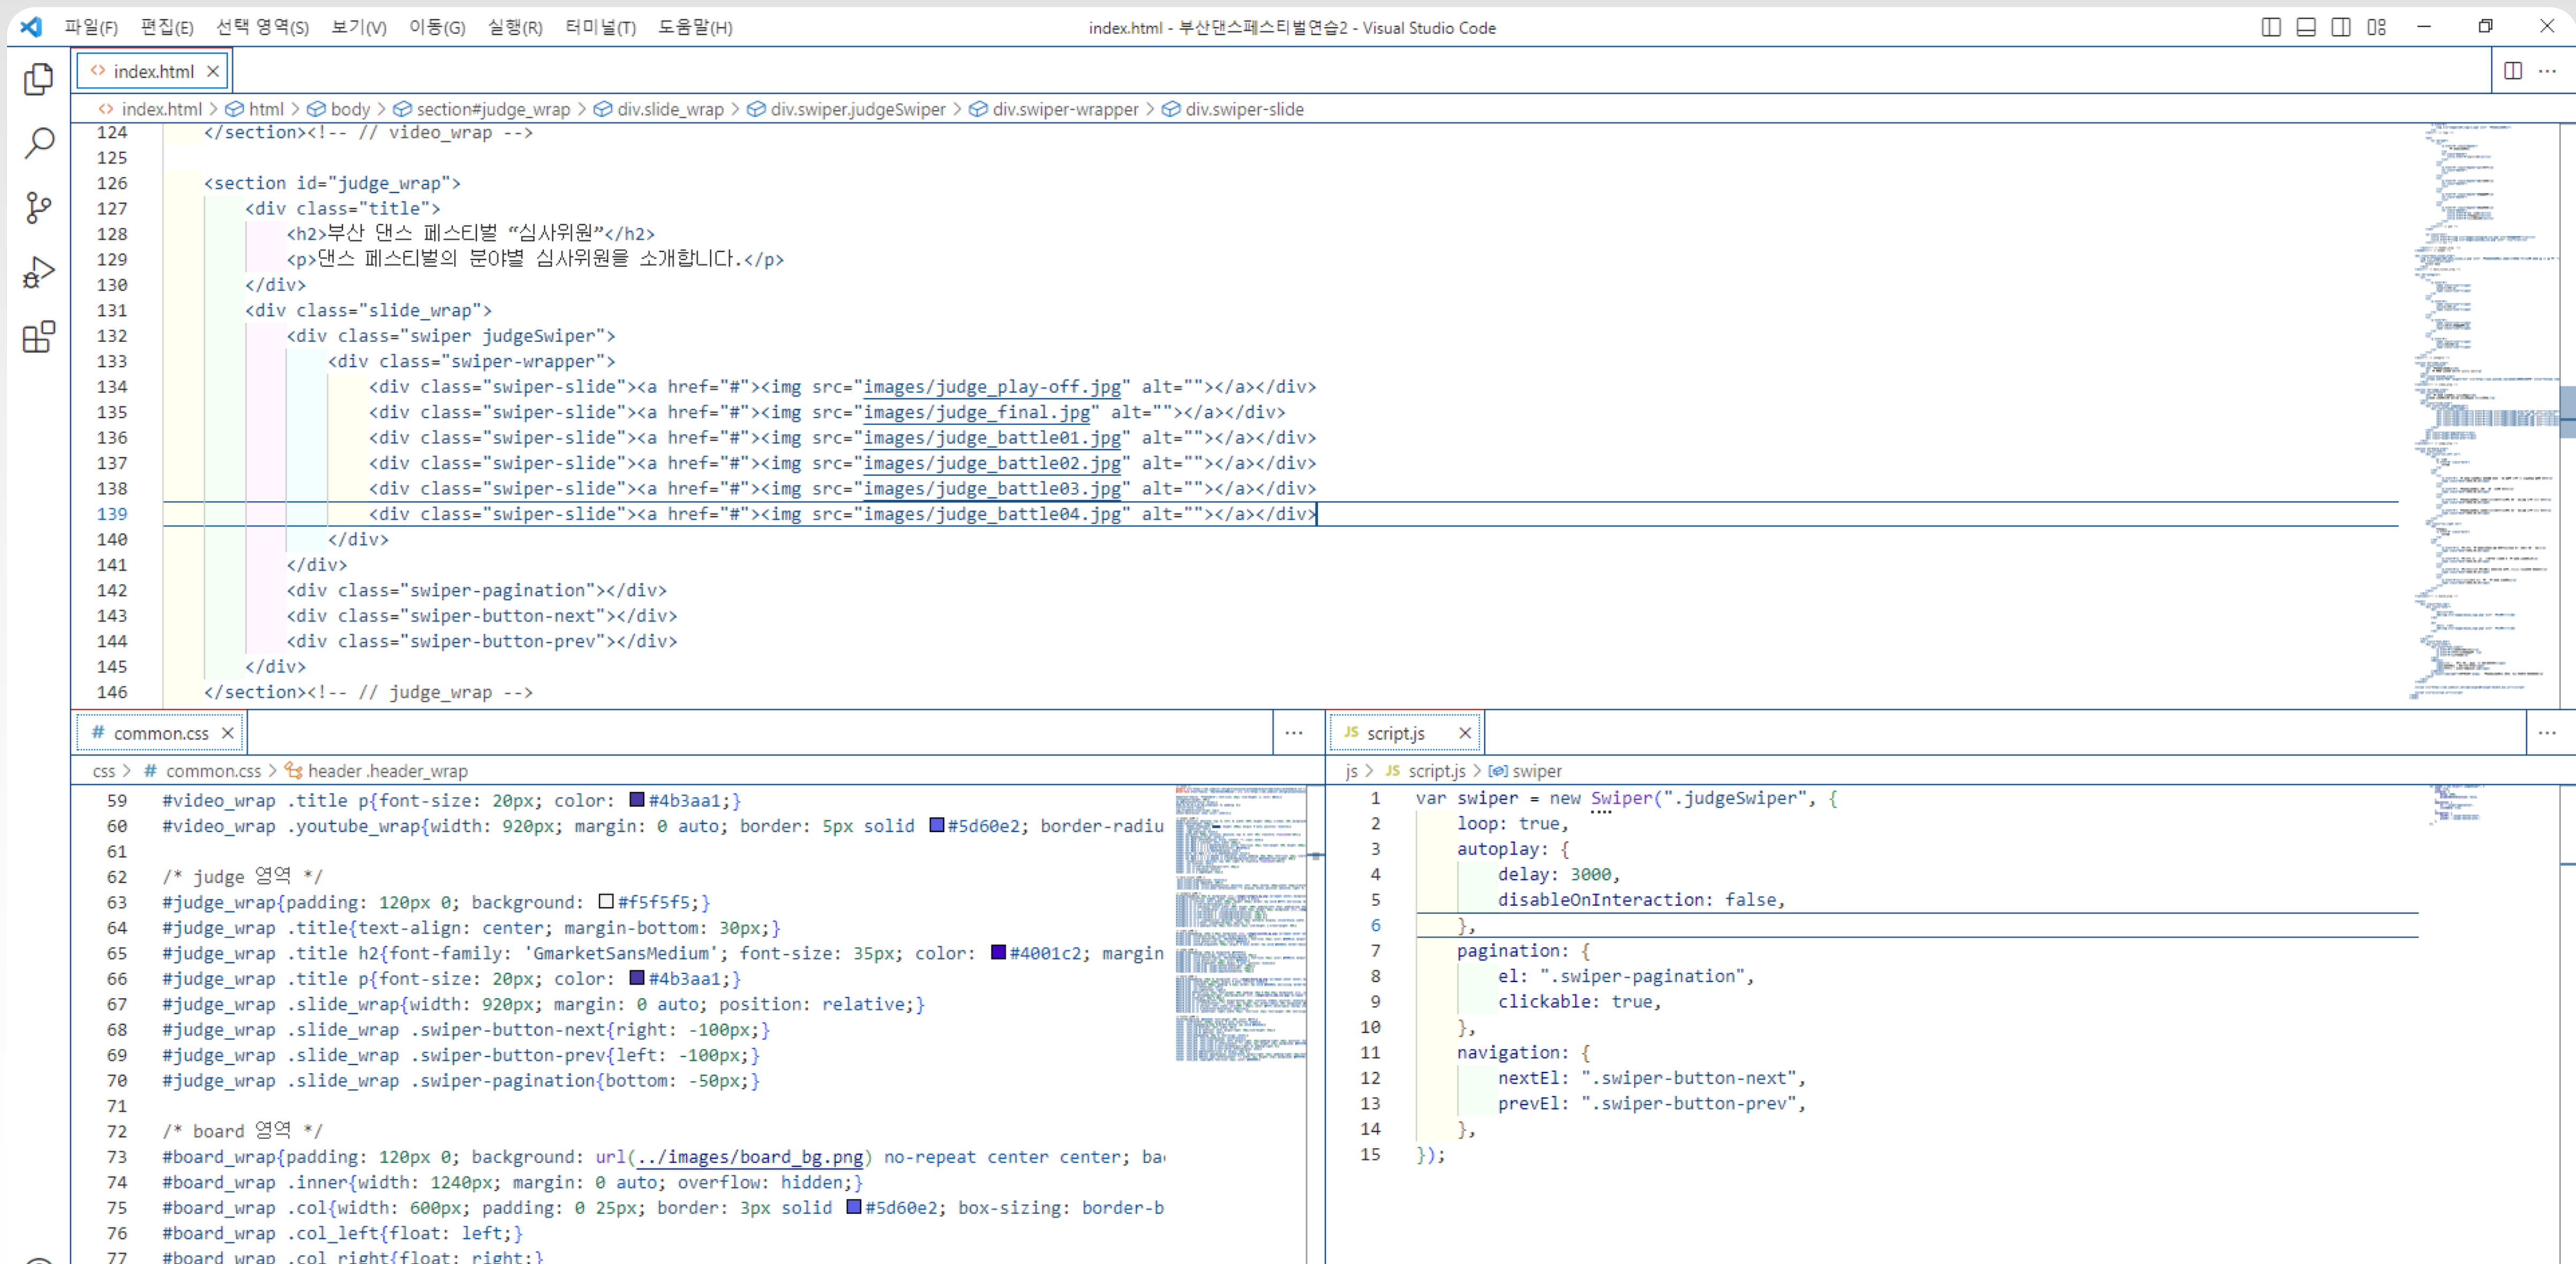 파일(F) 편집(E) 선택 영역(S) 보기(V) 이동(G) 실행(R) 터미널(T) 도움말(H) index.html - 부산댄스페스티벌연습2 - Visual Studio Code
index.html
index.html > html > body > section#judge_wrap > div.slide_wrap > div.swiper.judgeSwiper > div.swiper-wrapper > div.swiper-slide
124 </section><!-- // video_wrap -->
125
126 <section id="judge_wrap">
127 <div class="title">
128 <h2>부산 댄스 페스티벌 “심사위원”</h2>
129 <p>댄스 페스티벌의 분야별 심사위원을 소개합니다.</p>
130 </div>
131 <div class="slide_wrap">
132 <div class="swiper judgeSwiper">
133 <div class="swiper-wrapper">
134 <div class="swiper-slide"><a href="#"><img src="images/judge_play-off.jpg" alt=""></a></div>
135 <div class="swiper-slide"><a href="#"><img src="images/judge_final.jpg" alt=""></a></div>
136 <div class="swiper-slide"><a href="#"><img src="images/judge_battle01.jpg" alt=""></a></div>
137 <div class="swiper-slide"><a href="#"><img src="images/judge_battle02.jpg" alt=""></a></div>
138 <div class="swiper-slide"><a href="#"><img src="images/judge_battle03.jpg" alt=""></a></div>
139 <div class="swiper-slide"><a href="#"><img src="images/judge_battle04.jpg" alt=""></a></div>
140 </div>
141 </div>
142 <div class="swiper-pagination"></div>
143 <div class="swiper-button-next"></div>
144 <div class="swiper-button-prev"></div>
145 </div>
146 </section><!-- // judge_wrap -->
# common.css
css > # common.css > header .header_wrap
59 #video_wrap .title p{font-size: 20px; color: #4b3aa1;}
60 #video_wrap .youtube_wrap{width: 920px; margin: 0 auto; border: 5px solid #5d60e2; border-radiu
61
62 /* judge 영역 */
63 #judge_wrap{padding: 120px 0; background: #f5f5f5;}
64 #judge_wrap .title{text-align: center; margin-bottom: 30px;}
65 #judge_wrap .title h2{font-family: 'GmarketSansMedium'; font-size: 35px; color: #4001c2; margin
66 #judge_wrap .title p{font-size: 20px; color: #4b3aa1;}
67 #judge_wrap .slide_wrap{width: 920px; margin: 0 auto; position: relative;}
68 #judge_wrap .slide_wrap .swiper-button-next{right: -100px;}
69 #judge_wrap .slide_wrap .swiper-button-prev{left: -100px;}
70 #judge_wrap .slide_wrap .swiper-pagination{bottom: -50px;}
71
72 /* board 영역 */
73 #board_wrap{padding: 120px 0; background: url(../images/board_bg.png) no-repeat center center; ba
74 #board_wrap .inner{width: 1240px; margin: 0 auto; overflow: hidden;}
75 #board_wrap .col{width: 600px; padding: 0 25px; border: 3px solid #5d60e2; box-sizing: border-b
76 #board_wrap .col_left{float: left;}
77 #board_wrap .col_right{float: right;}
JS script.js
js > JS script.js > swiper
1 var swiper = new Swiper(".judgeSwiper", {
2 loop: true,
3 autoplay: {
4 delay: 3000,
5 disableOnInteraction: false,
6 },
7 pagination: {
8 el: ".swiper-pagination",
9 clickable: true,
10 },
11 navigation: {
12 nextEl: ".swiper-button-next",
13 prevEl: ".swiper-button-prev",
14 },
15 });